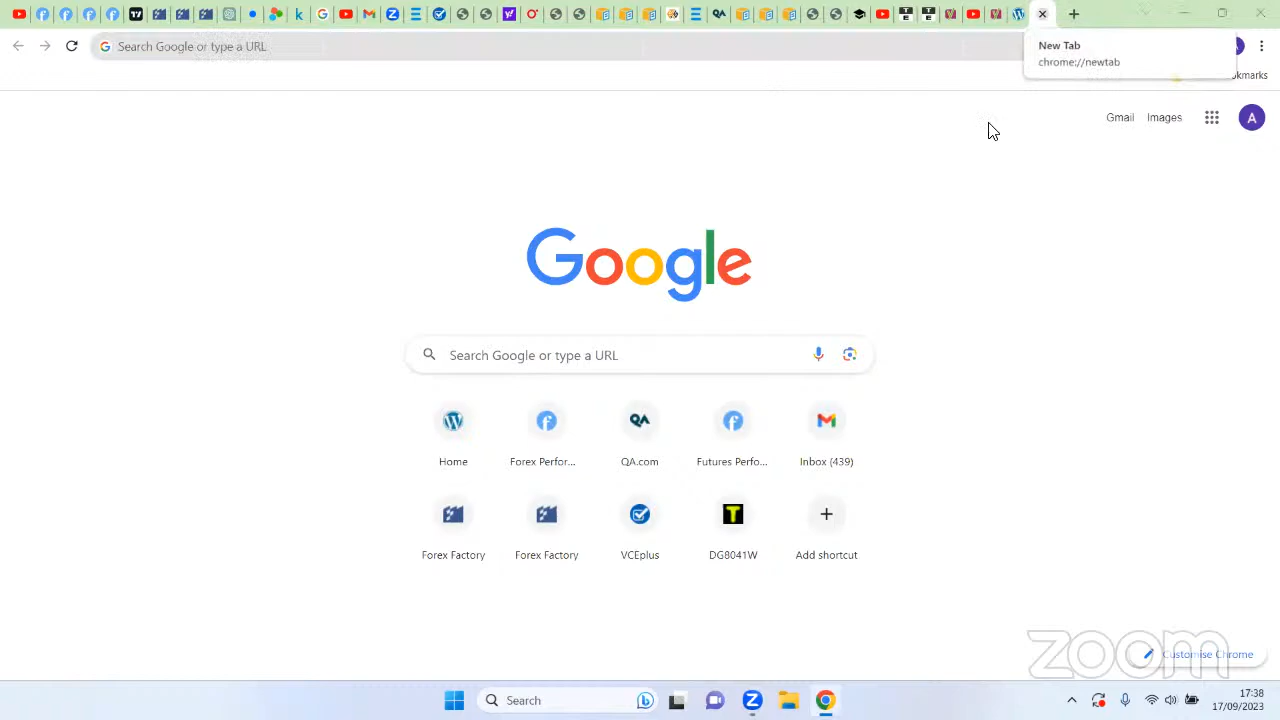 Search Google or type a URL
New Tab
chrome://newtab
kmarks
Gmail Images A
Google
Search Google or type a URL
Home Forex Perfor... QA.com Futures Perfo... Inbox (439)
Forex Factory Forex Factory VCEplus DG8041W Add shortcut
zoom
Customise Chrome
Search
17:38
17/09/2023